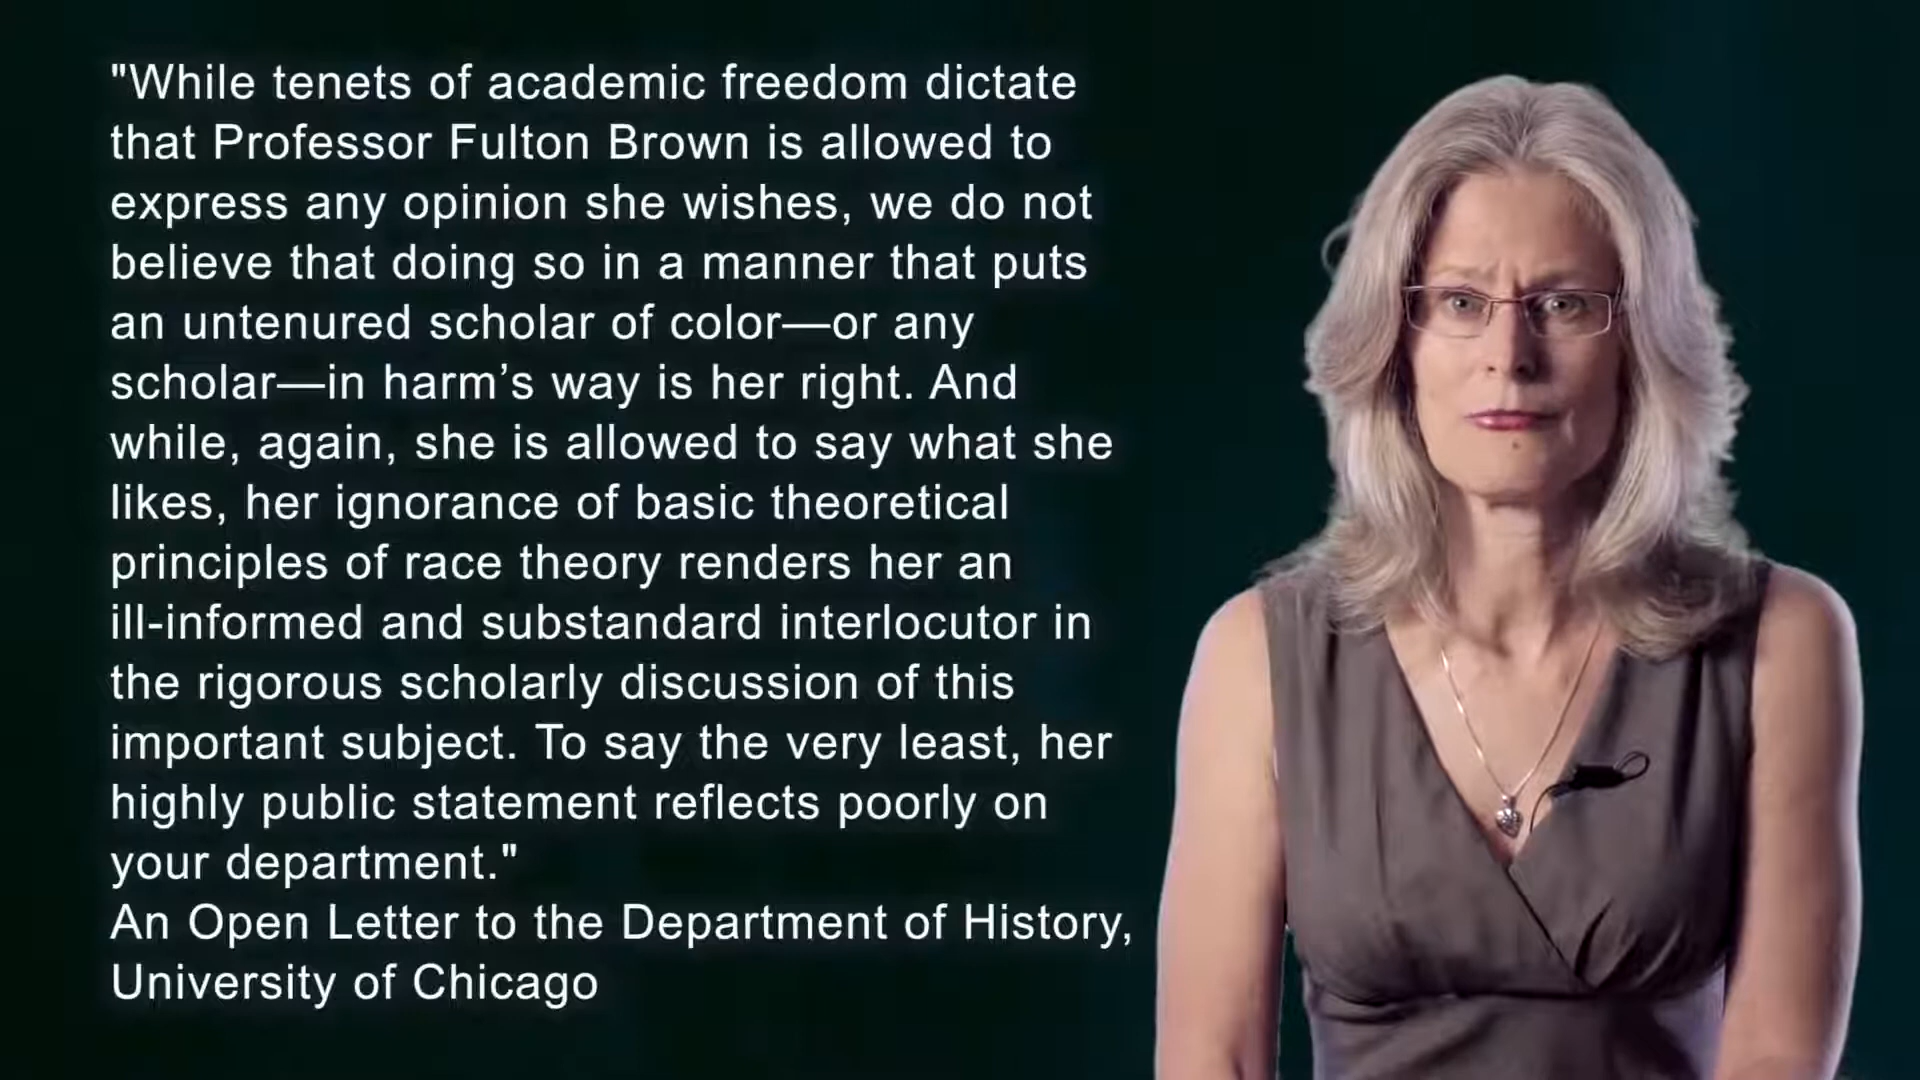 "While tenets of academic freedom dictate
that Professor Fulton Brown is allowed to
express any opinion she wishes, we do not
believe that doing so in a manner that puts
an untenured scholar of color—or any
scholar—in harm’s way is her right. And
while, again, she is allowed to say what she
likes, her ignorance of basic theoretical
principles of race theory renders her an
ill-informed and substandard interlocutor in
the rigorous scholarly discussion of this
important subject. To say the very least, her
highly public statement reflects poorly on
your department."
An Open Letter to the Department of History,
University of Chicago